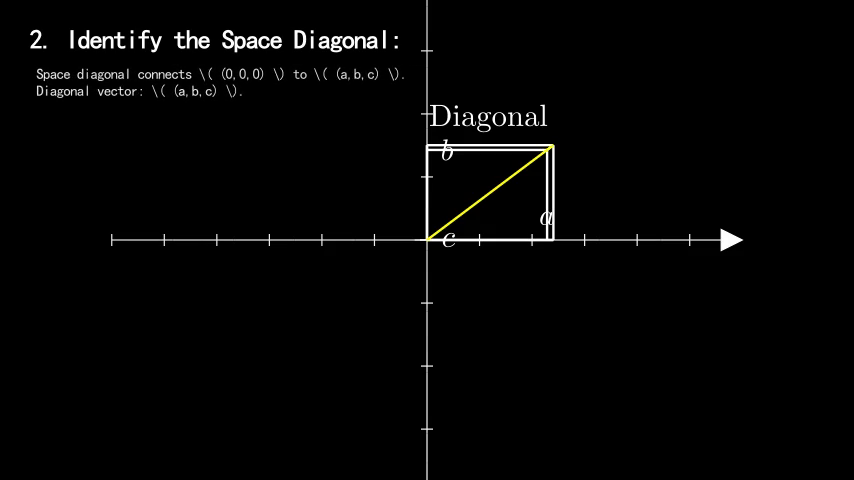 2. Identify the Space Diagonal:
Space diagonal connects \( (0,0,0) \) to \( (a,b,c) \).
Diagonal vector: \( (a,b,c) \).
Diagonal
b
a
c